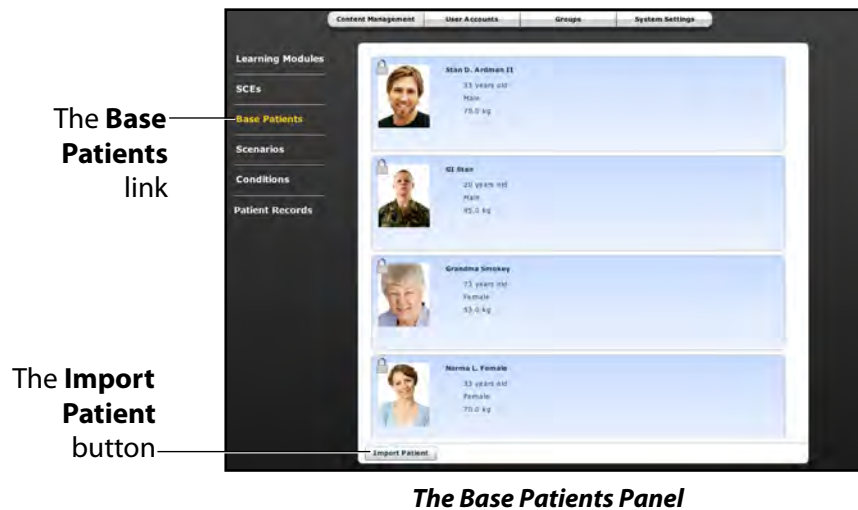 Content Management User Accounts Groups System Settings
Learning Modules
SCEs
Base Patients
Scenarios
Conditions
Patient Records
The Base
Patients
link
Stan D. Ardman II
33 years old
Male
70.0 kg
GI Stan
20 years old
Male
85.0 kg
Grandma Smokey
73 years old
Female
53.0 kg
Norma L. Female
33 years old
Female
70.0 kg
The Import
Patient
button
Import Patient
The Base Patients Panel